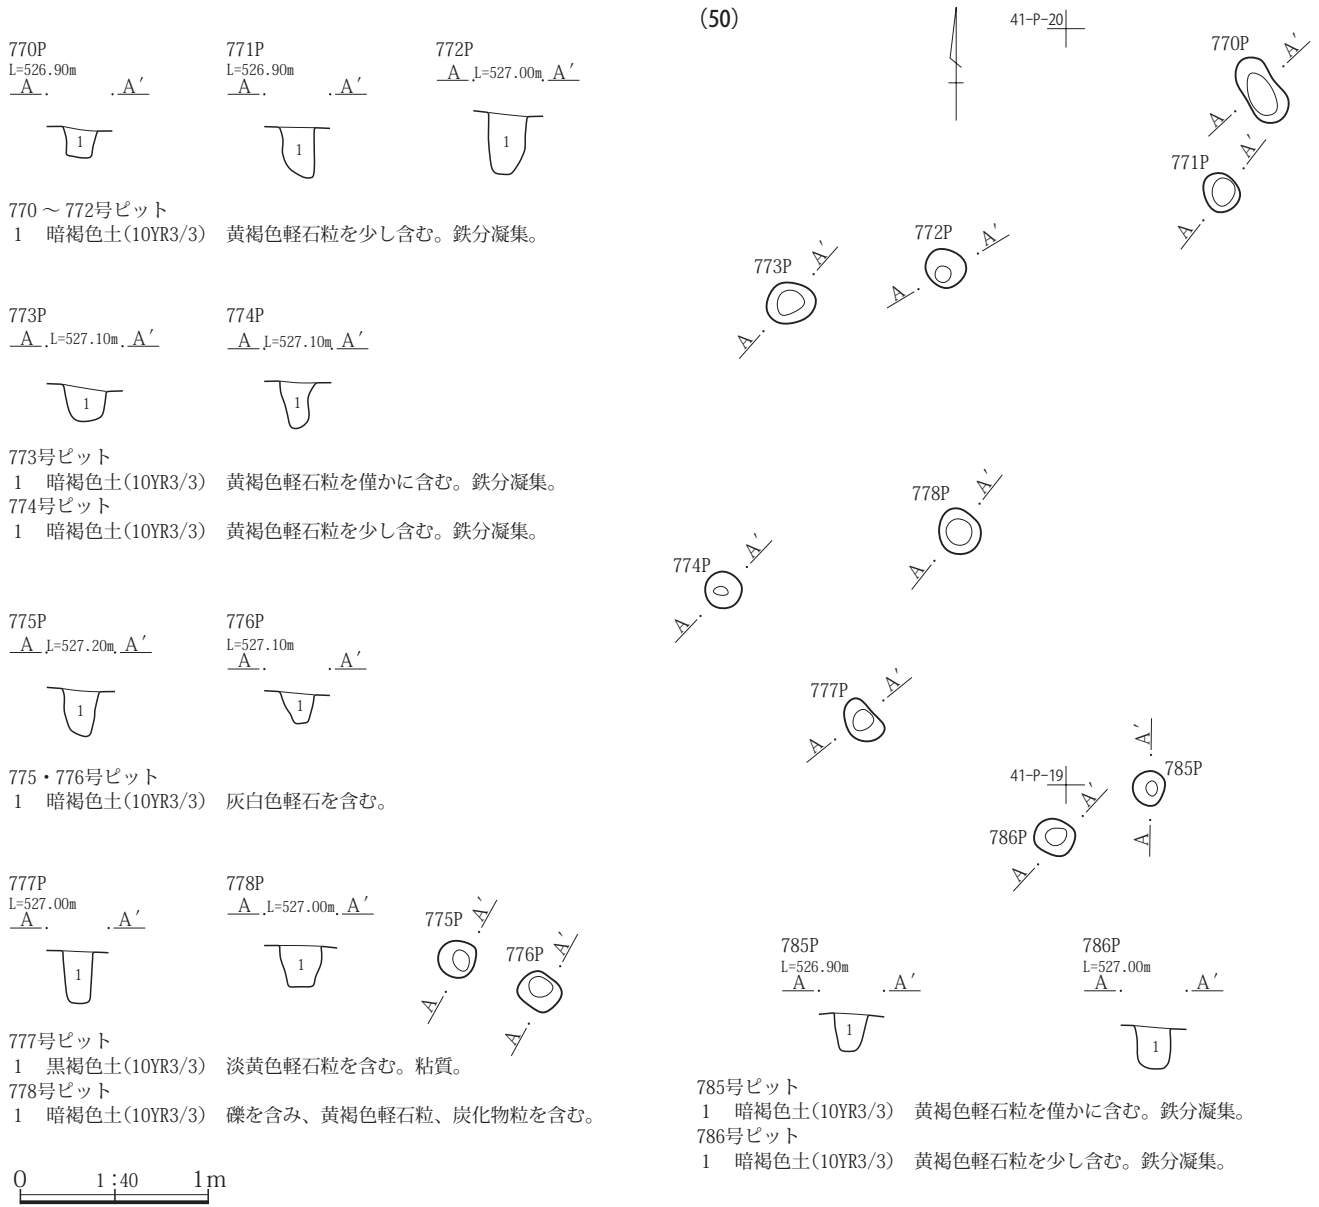 770P
L=526.90m
A . . A′
1
771P
L=526.90m
A . . A′
1
772P
A .L=527.00m. A′
1
770 ～ 772号ピット
1 暗褐色土(10YR3/3) 黄褐色軽石粒を少し含む。鉄分凝集。
773P
A .L=527.10m. A′
1
774P
A .L=527.10m. A′
1
773号ピット
1 暗褐色土(10YR3/3) 黄褐色軽石粒を僅かに含む。鉄分凝集。
774号ピット
1 暗褐色土(10YR3/3) 黄褐色軽石粒を少し含む。鉄分凝集。
775P
A .L=527.20m. A′
1
776P
L=527.10m
A . . A′
1
775・776号ピット
1 暗褐色土(10YR3/3) 灰白色軽石を含む。
777P
L=527.00m
A . . A′
1
778P
A .L=527.00m. A′
1
775P
A′
A
776P
A′
A
777号ピット
1 黒褐色土(10YR3/3) 淡黄色軽石粒を含む。粘質。
778号ピット
1 暗褐色土(10YR3/3) 礫を含み、黄褐色軽石粒、炭化物粒を含む。
0 1：40 1m
(50)
41-P-20
770P
A′
A
771P
A′
A
772P
A′
A
773P
A′
A
778P
A′
A
774P
A′
A
777P
A′
A
41-P-19
785P
A′
A
786P
A′
A
785P
L=526.90m
A . . A′
1
786P
L=527.00m
A . . A′
1
785号ピット
1 暗褐色土(10YR3/3) 黄褐色軽石粒を僅かに含む。鉄分凝集。
786号ピット
1 暗褐色土(10YR3/3) 黄褐色軽石粒を少し含む。鉄分凝集。